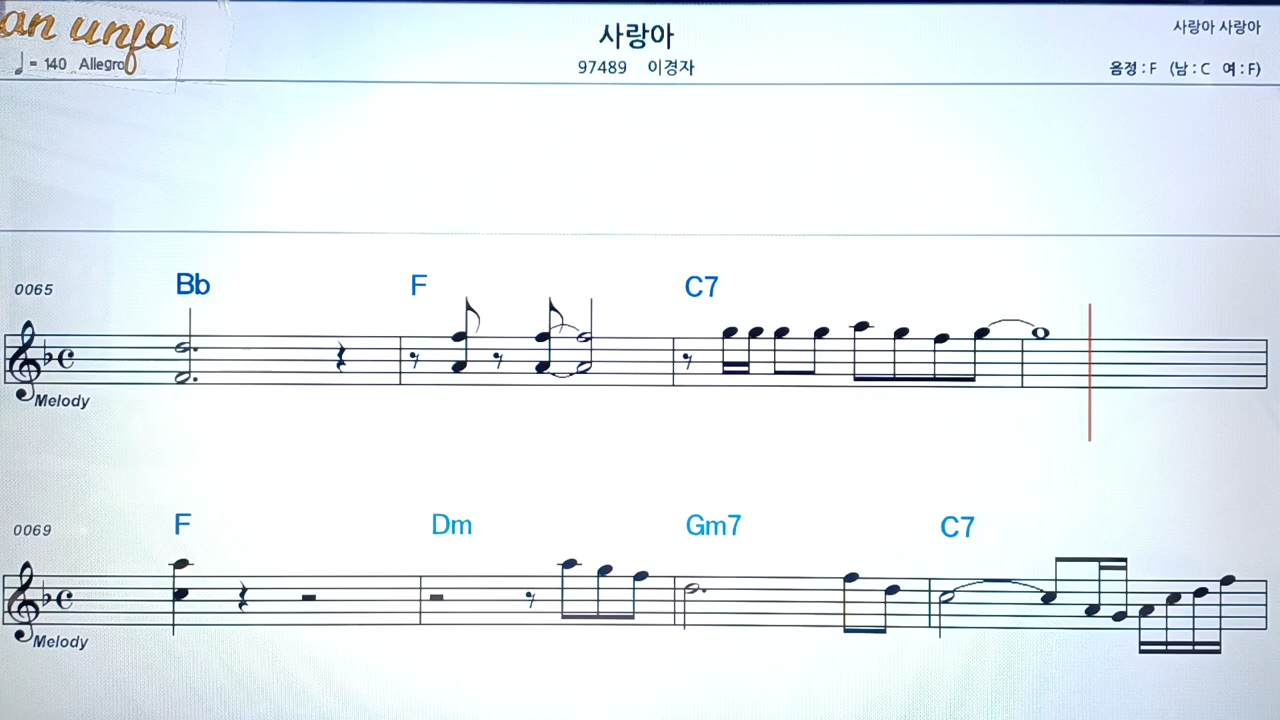 an unja
사랑아
사랑아 사랑아
♩= 140 Allegro
97489 이경자
음정 : F (남 : C 여 : F)
0065 Bb F C7
Melody
0069 F Dm Gm7 C7
Melody